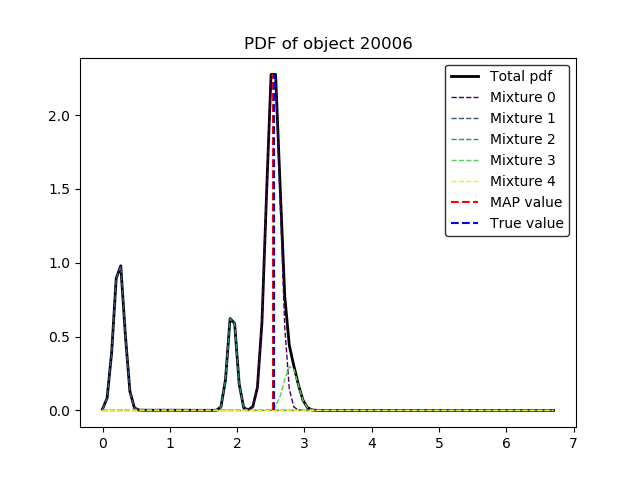 PDF of object 20006
Total pdf
Mixture 0
Mixture 1
Mixture 2
Mixture 3
Mixture 4
MAP value
True value
2.0
1.5
1.0
0.5
0.0
0 1 2 3 4 5 6 7